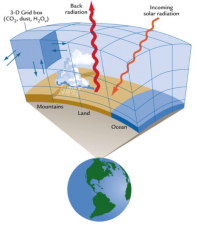 3-D Grid box
(CO₂, dust, H₂O,)
Back
radiation
Incoming
solar radiation
Mountains
Land
Ocean